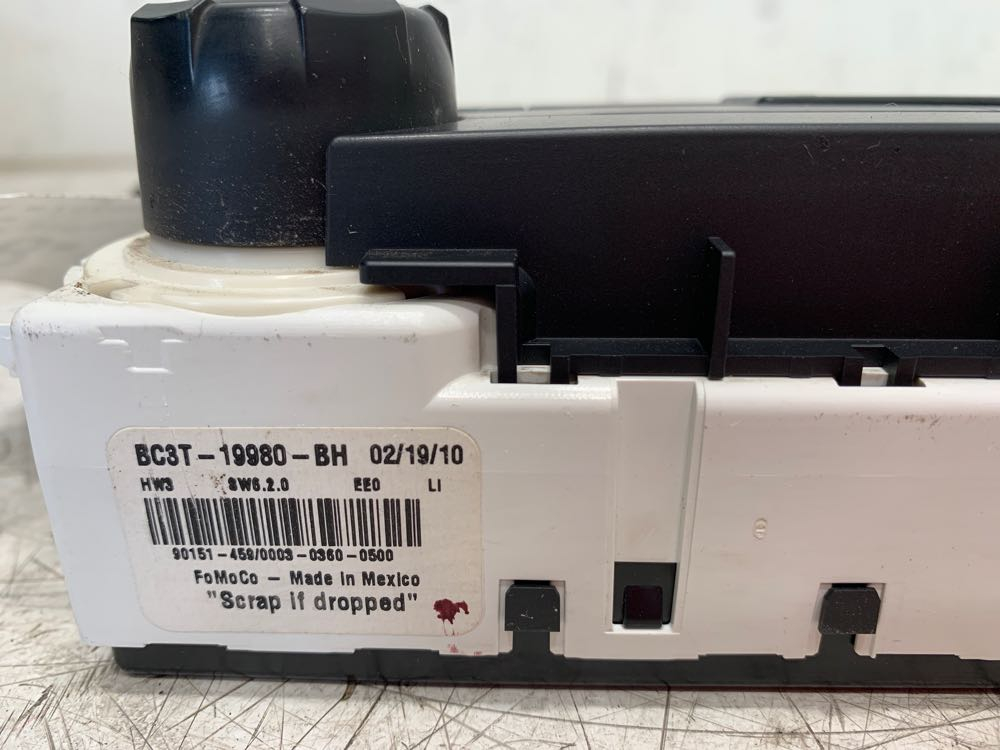 BC3T-19980-BH 02/19/10
HW3 SW6.2.0 EE0 LI
90151-459/0003-0360-0500
FoMoCo - Made in Mexico
"Scrap if dropped"